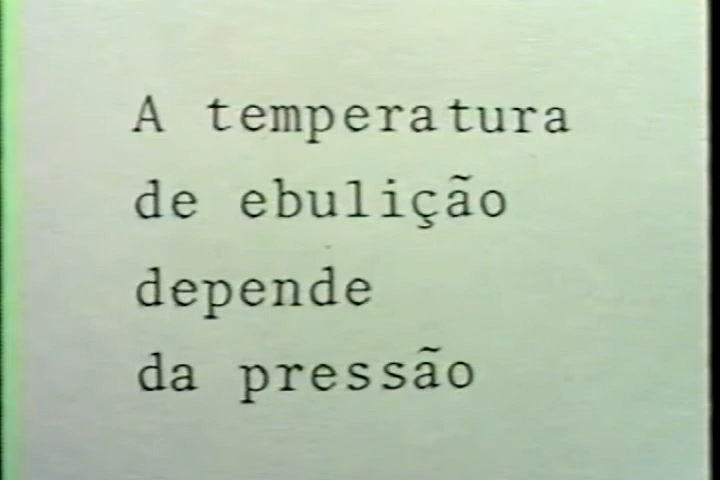 A temperatura
de ebulição
depende
da pressão